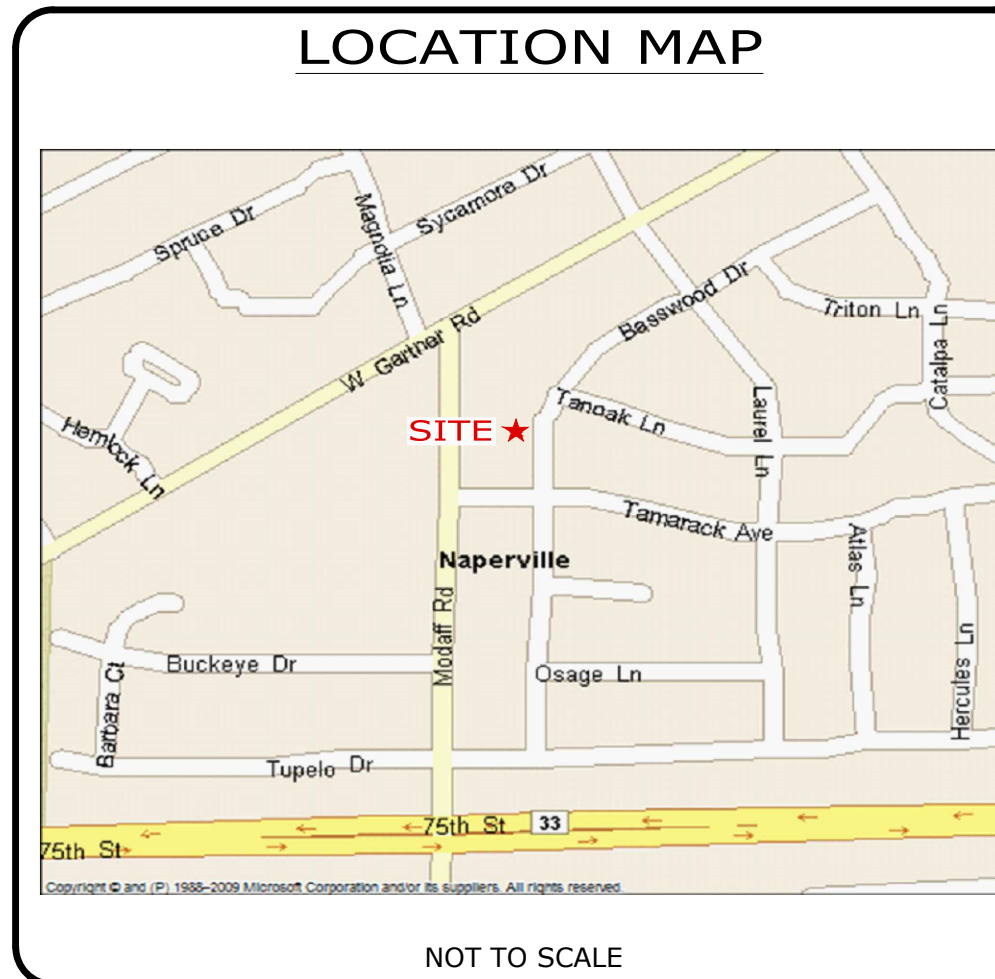 LOCATION MAP
Spruce Dr
Magnolia Ln
Sycamore Dr
W Gartner Rd
Basswood Dr
Triton Ln
Catalpa Ln
Hemlock Ln
SITE
Tanoak Ln
Laurel Ln
Tamarack Ave
Atlas Ln
Naperville
Modaff Rd
Buckeye Dr
Barbara Ct
Osage Ln
Hercules Ln
Tupelo Dr
75th St
33
75th St
Copyright © and (P) 1988–2009 Microsoft Corporation and/or its suppliers. All rights reserved.
NOT TO SCALE